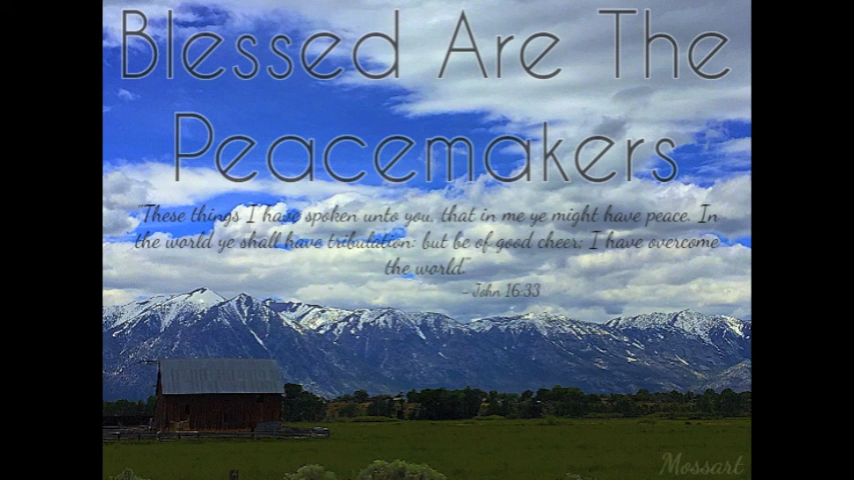 Blessed Are The
Peacemakers
"These things I have spoken unto you, that in me ye might have peace. In
the world ye shall have tribulation: but be of good cheer; I have overcome
the world."
- John 16:33
Mossart